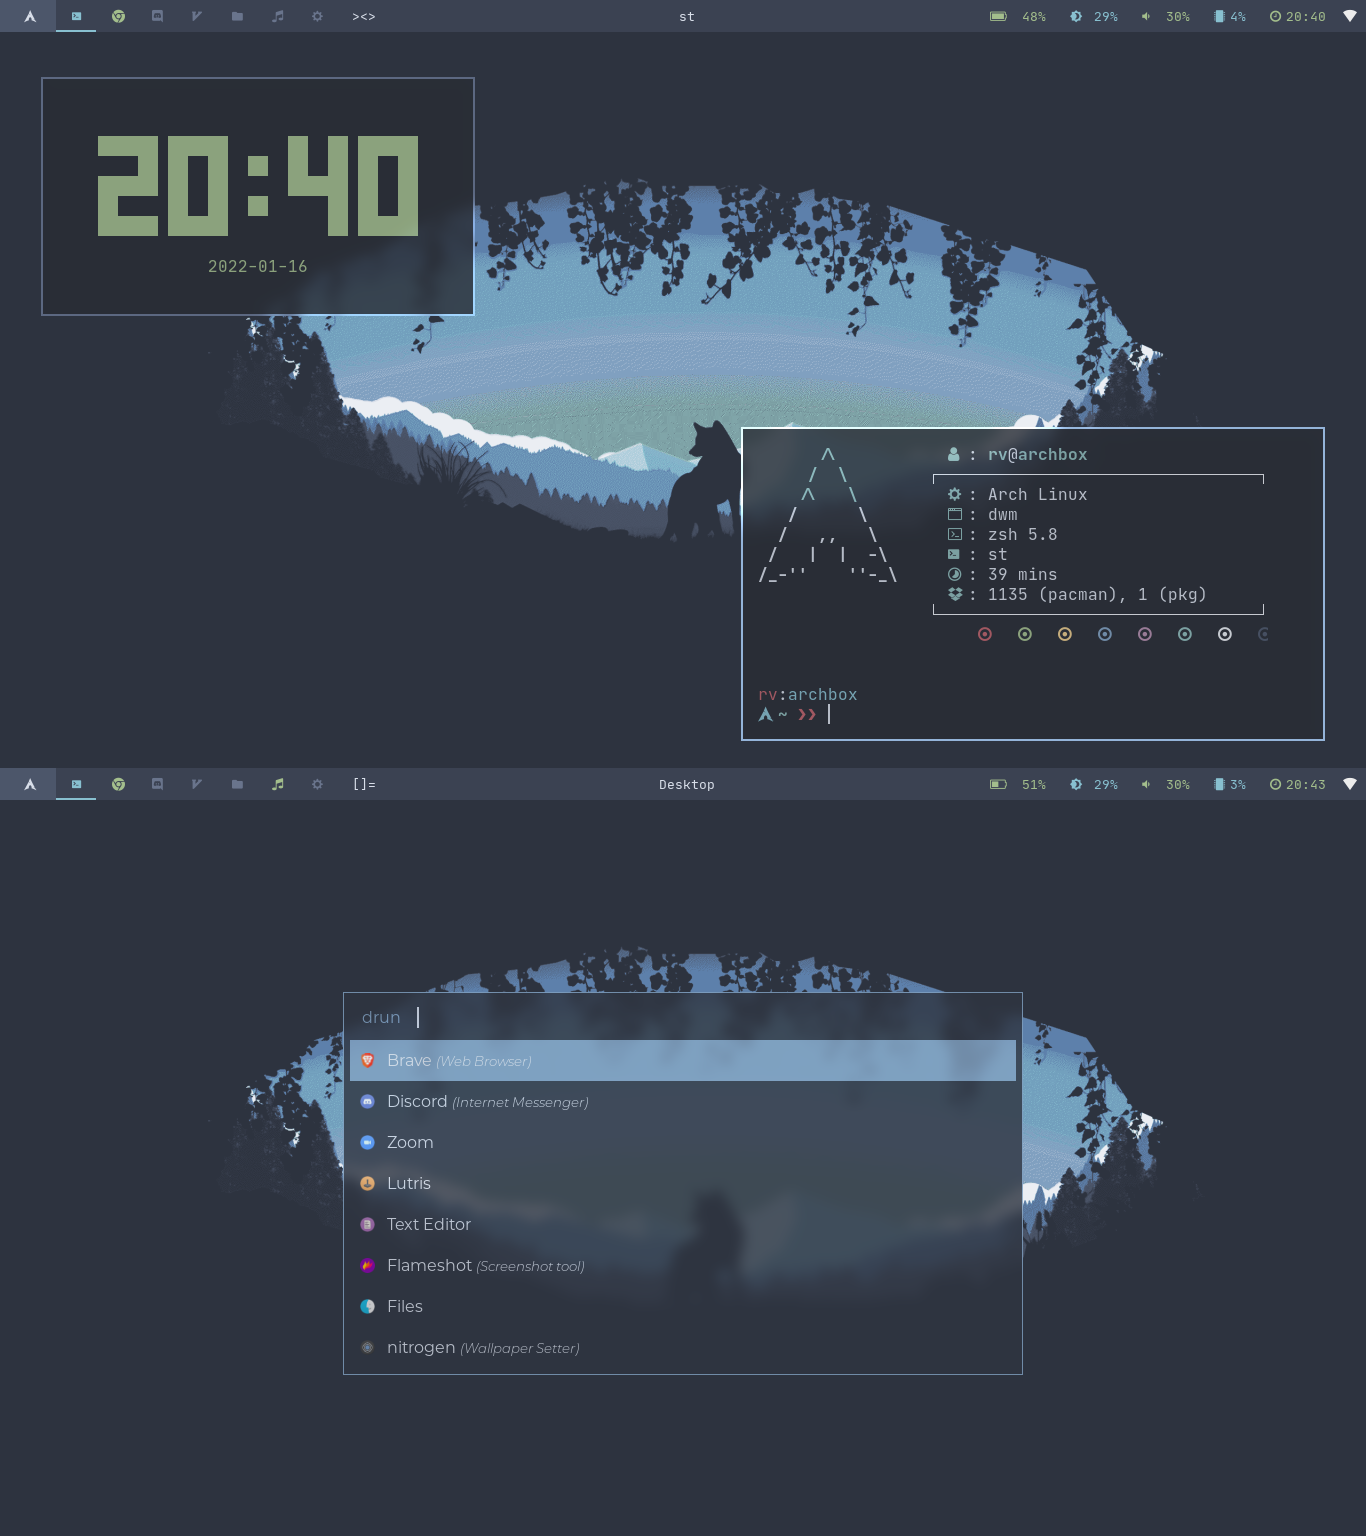 ><> st 48% 29% 30% 4% 20:40
20:40
2022-01-16
: rv@archbox
: Arch Linux
: dwm
: zsh 5.8
: st
: 39 mins
: 1135 (pacman), 1 (pkg)
rv:archbox
~ ❯❯
[]= Desktop 51% 29% 30% 3% 20:43
drun
Brave (Web Browser)
Discord (Internet Messenger)
Zoom
Lutris
Text Editor
Flameshot (Screenshot tool)
Files
nitrogen (Wallpaper Setter)